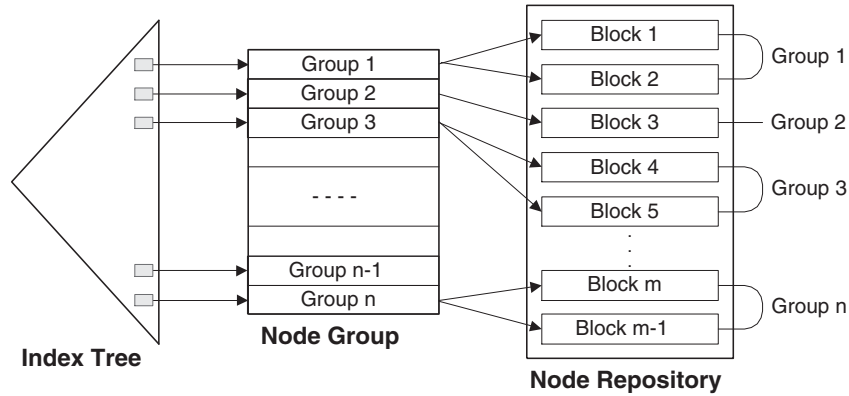 Group 1
Group 2
Group 3
- - - -
Group n-1
Group n
Node Group
Index Tree
Block 1
Block 2
Block 3
Block 4
Block 5
Block m
Block m-1
Node Repository
Group 1
Group 2
Group 3
Group n